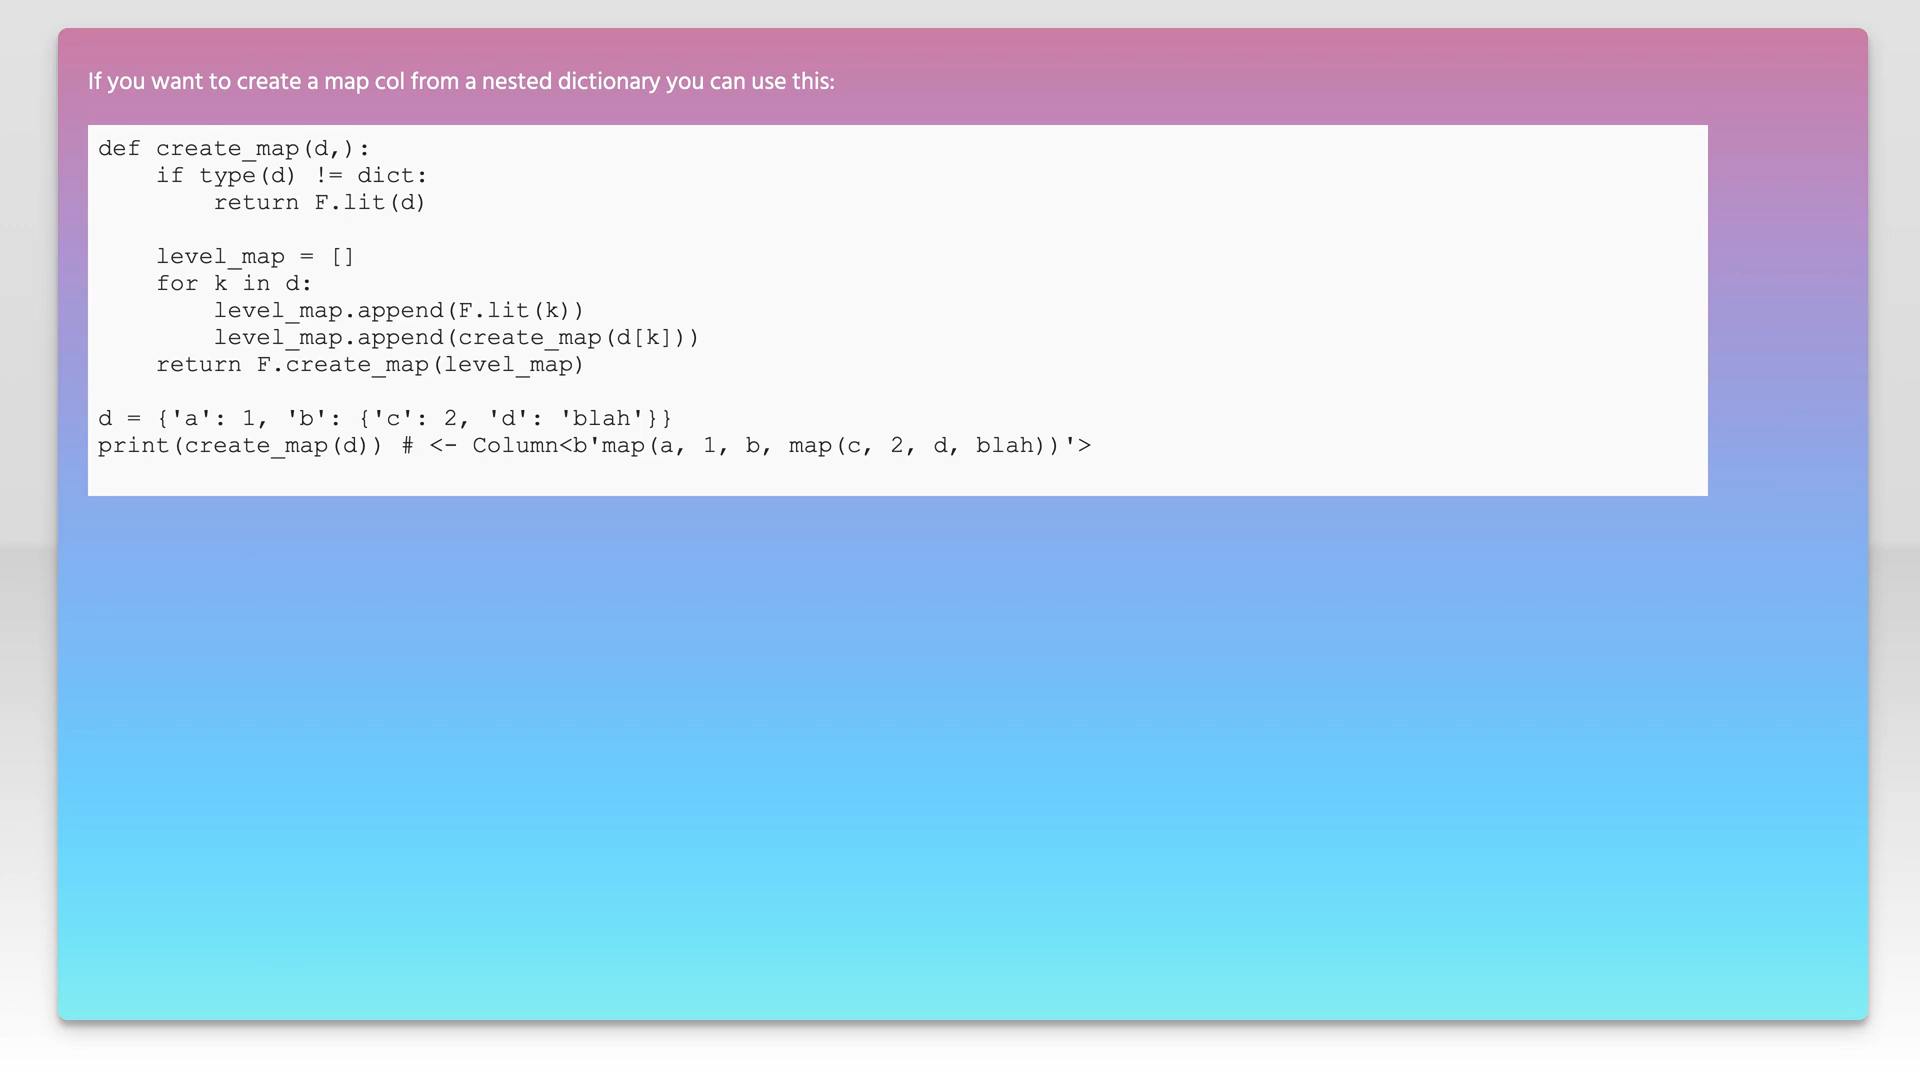 If you want to create a map col from a nested dictionary you can use this:
def create_map(d,):
    if type(d) != dict:
        return F.lit(d)

    level_map = []
    for k in d:
        level_map.append(F.lit(k))
        level_map.append(create_map(d[k]))
    return F.create_map(level_map)

d = {'a': 1, 'b': {'c': 2, 'd': 'blah'}}
print(create_map(d)) # <- Column<b'map(a, 1, b, map(c, 2, d, blah))'>